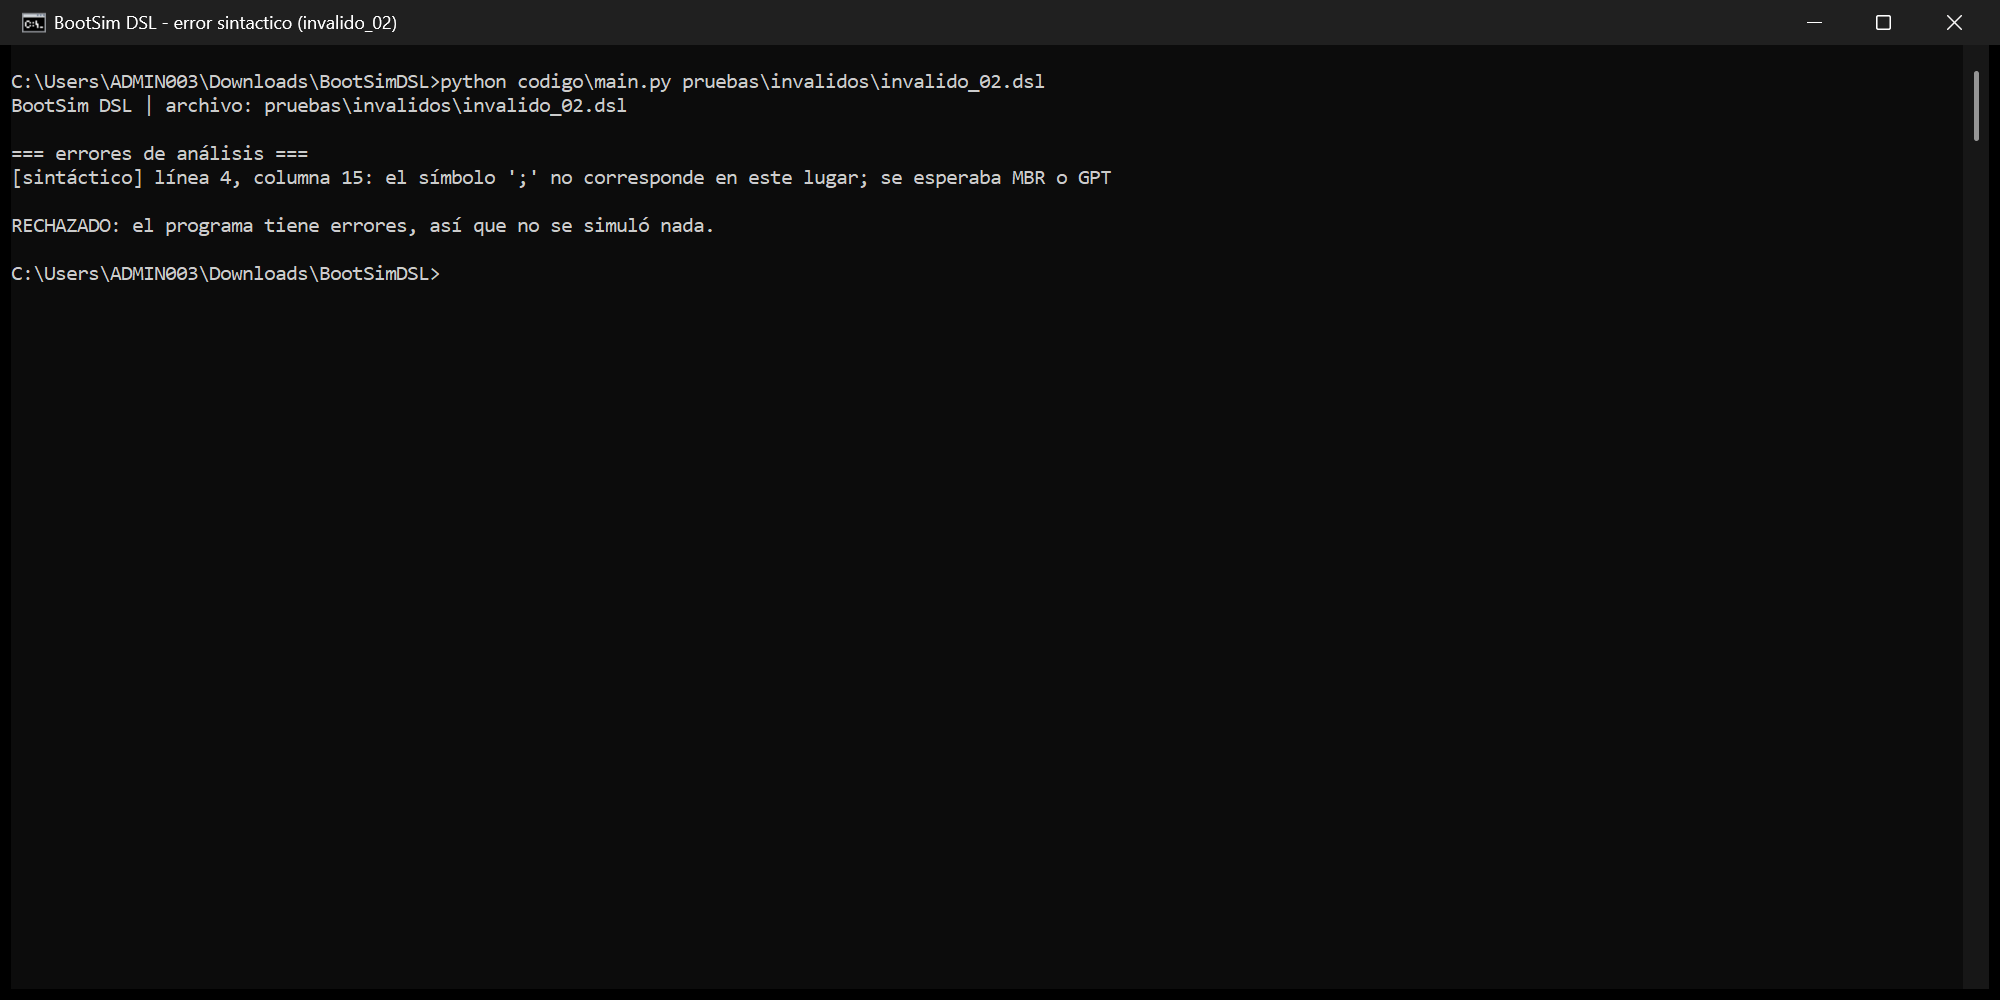 BootSim DSL - error sintactico (invalido_02)
C:\Users\ADMIN003\Downloads\BootSimDSL>python codigo\main.py pruebas\invalidos\invalido_02.dsl
BootSim DSL | archivo: pruebas\invalidos\invalido_02.dsl
=== errores de análisis ===
[sintáctico] línea 4, columna 15: el símbolo ';' no corresponde en este lugar; se esperaba MBR o GPT
RECHAZADO: el programa tiene errores, así que no se simuló nada.
C:\Users\ADMIN003\Downloads\BootSimDSL>